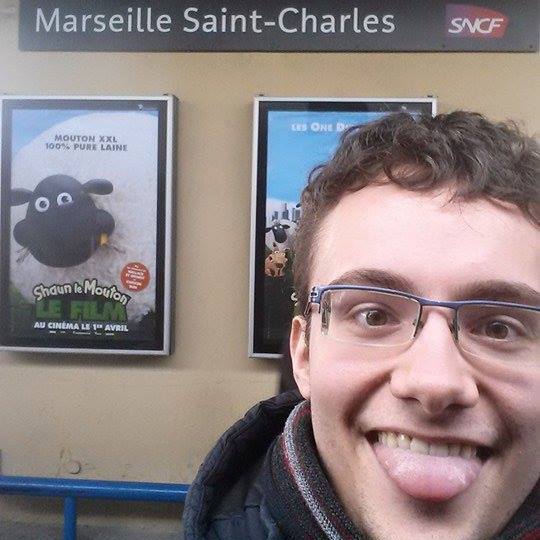 Marseille Saint-Charles SNCF
MOUTON XXL
100% PURE LAINE
Shaun le Mouton
LE FILM
AU CINÉMA LE 1ER AVRIL
LES ONE